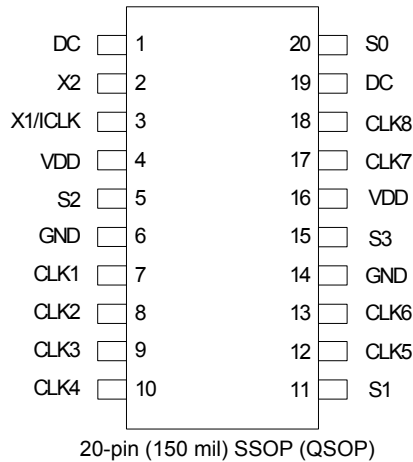 DC 1 20 S0
X2 2 19 DC
X1/ICLK 3 18 CLK8
VDD 4 17 CLK7
S2 5 16 VDD
GND 6 15 S3
CLK1 7 14 GND
CLK2 8 13 CLK6
CLK3 9 12 CLK5
CLK4 10 11 S1
20-pin (150 mil) SSOP (QSOP)